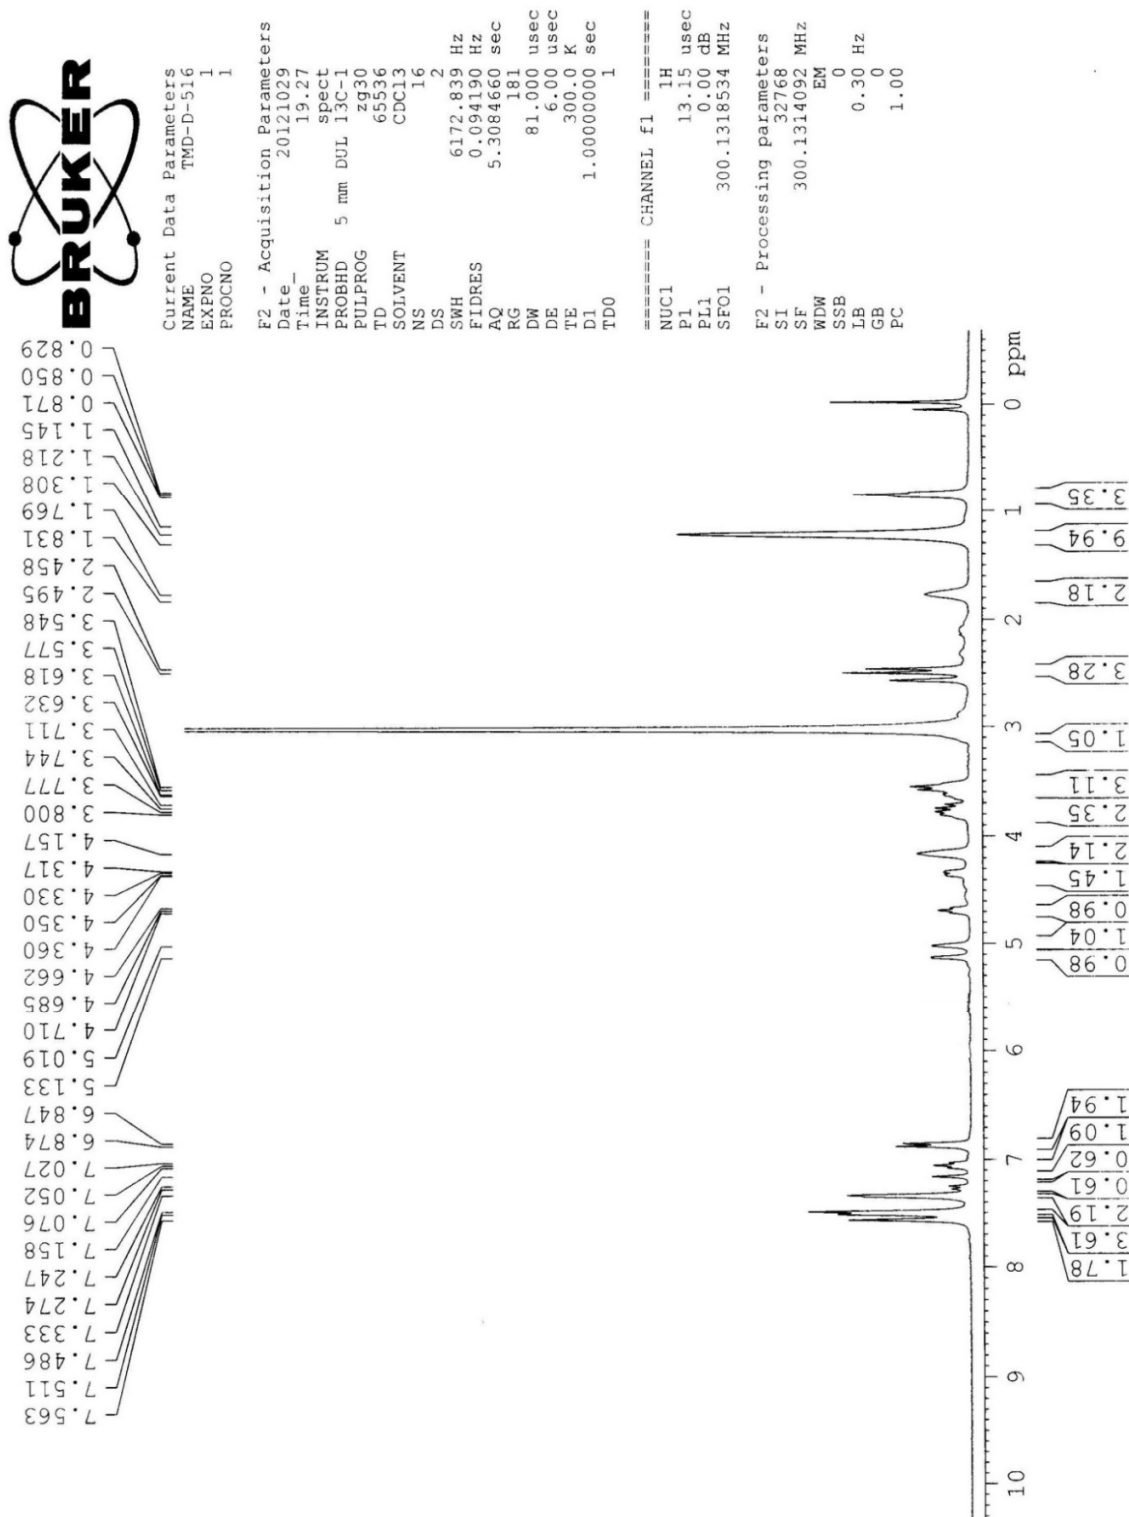 BRUKER
Current Data Parameters
NAME TMD-D-516
EXPNO 1
PROCNO 1
F2 - Acquisition Parameters
Date_ 20121029
Time 19.27
INSTRUM spect
PROBHD 5 mm DUL 13C-1
PULPROG zg30
TD 65536
SOLVENT CDCl3
NS 16
DS 2
SWH 6172.839 Hz
FIDRES 0.094190 Hz
AQ 5.3084660 sec
RG 181
DW 81.000 usec
DE 6.00 usec
TE 300.0 K
D1 1.00000000 sec
TD0 1
======== CHANNEL f1 ========
NUC1 1H
P1 13.15 usec
PL1 0.00 dB
SFO1 300.1318534 MHz
F2 - Processing parameters
SI 32768
SF 300.1314092 MHz
WDW EM
SSB 0
LB 0.30 Hz
GB 0
PC 1.00
7.563
7.511
7.486
7.333
7.274
7.247
7.158
7.076
7.052
7.027
6.874
6.847
5.133
5.019
4.710
4.685
4.662
4.360
4.350
4.330
4.317
4.157
3.800
3.777
3.744
3.711
3.632
3.618
3.577
3.548
2.495
2.458
1.831
1.769
1.308
1.218
1.145
0.871
0.850
0.829
10 9 8 7 6 5 4 3 2 1 0 ppm
1.78
3.61
2.19
0.61
0.62
1.09
1.94
0.98
1.04
0.98
1.45
2.14
2.35
3.11
1.05
3.28
2.18
9.94
3.35